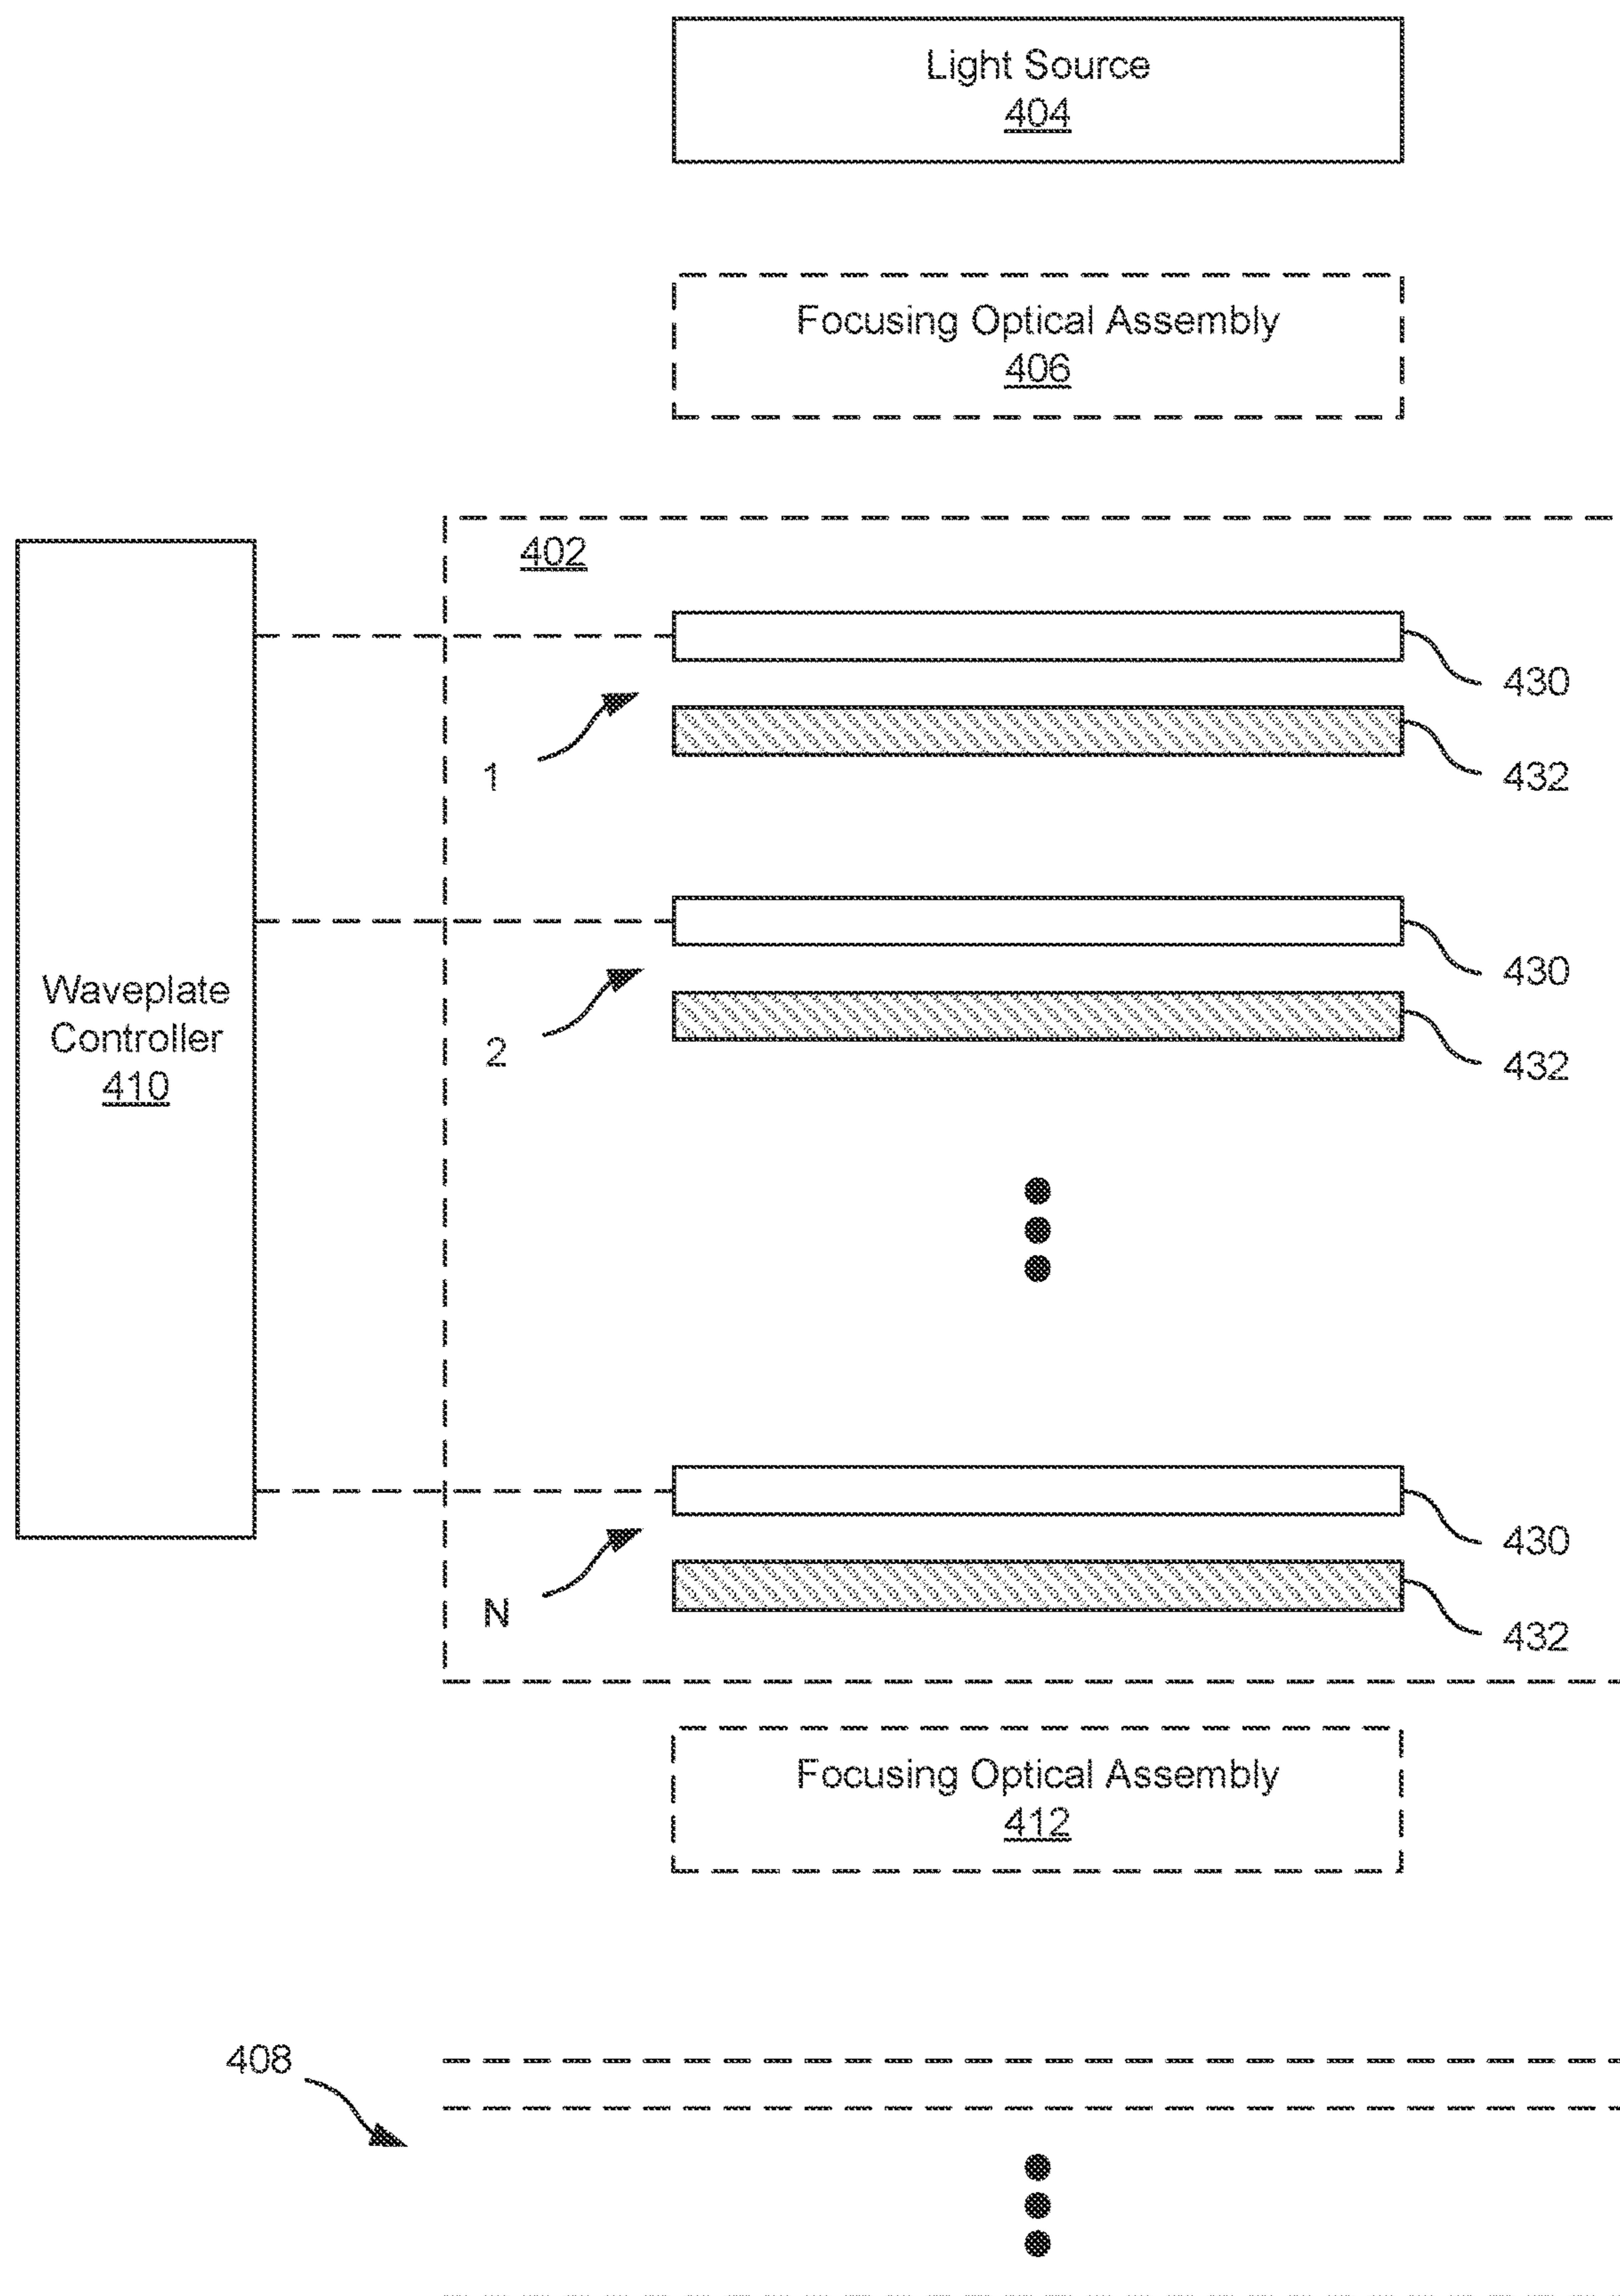 Light Source
404
Focusing Optical Assembly
406
402
430
1
432
430
Waveplate
Controller
410
2
432
430
N
432
Focusing Optical Assembly
412
408